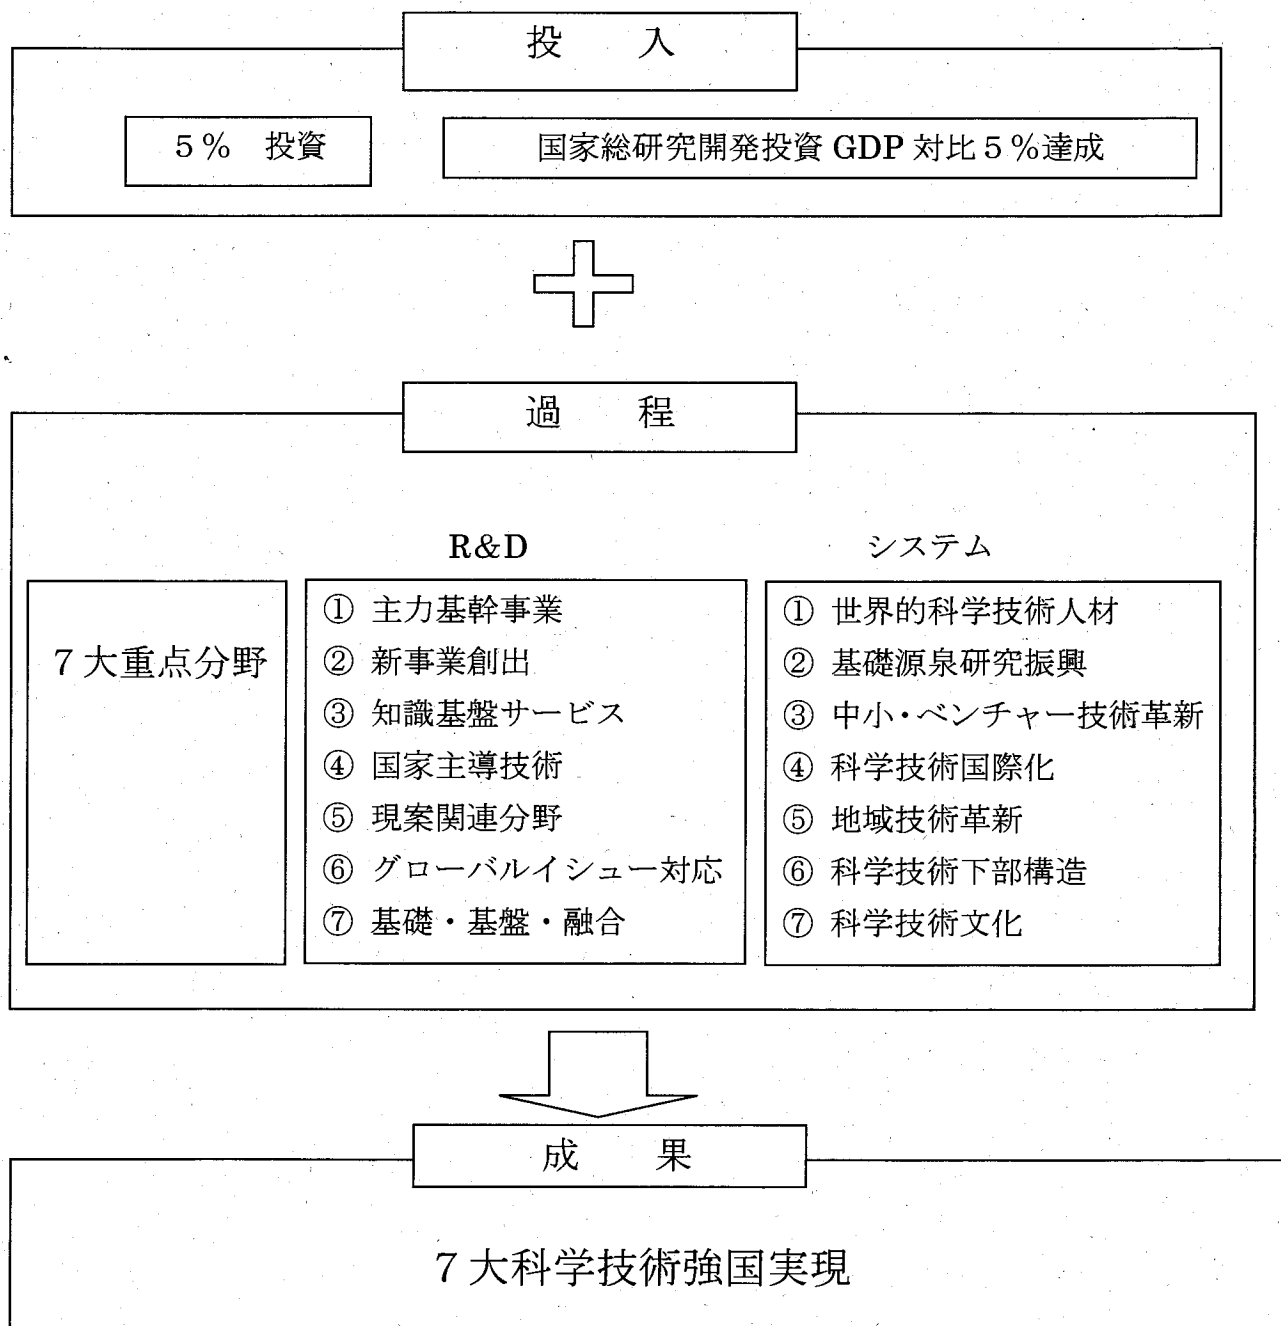 投　入
５％　投資
国家総研究開発投資 GDP 対比５％達成
過　程
R&D
システム
７大重点分野
① 主力基幹事業
② 新事業創出
③ 知識基盤サービス
④ 国家主導技術
⑤ 現案関連分野
⑥ グローバルイシュー対応
⑦ 基礎・基盤・融合
① 世界的科学技術人材
② 基礎源泉研究振興
③ 中小・ベンチャー技術革新
④ 科学技術国際化
⑤ 地域技術革新
⑥ 科学技術下部構造
⑦ 科学技術文化
成　果
７大科学技術強国実現